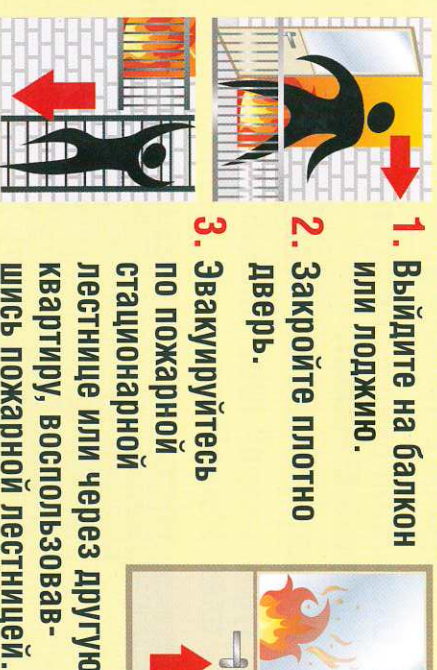 1. Выйдите на балкон
или лоджию.
2. Закройте плотно
дверь.
3. Эвакуируйтесь
по пожарной
стационарной
лестнице или через другую
квартиру, воспользовав-
шись пожарной лестницей.